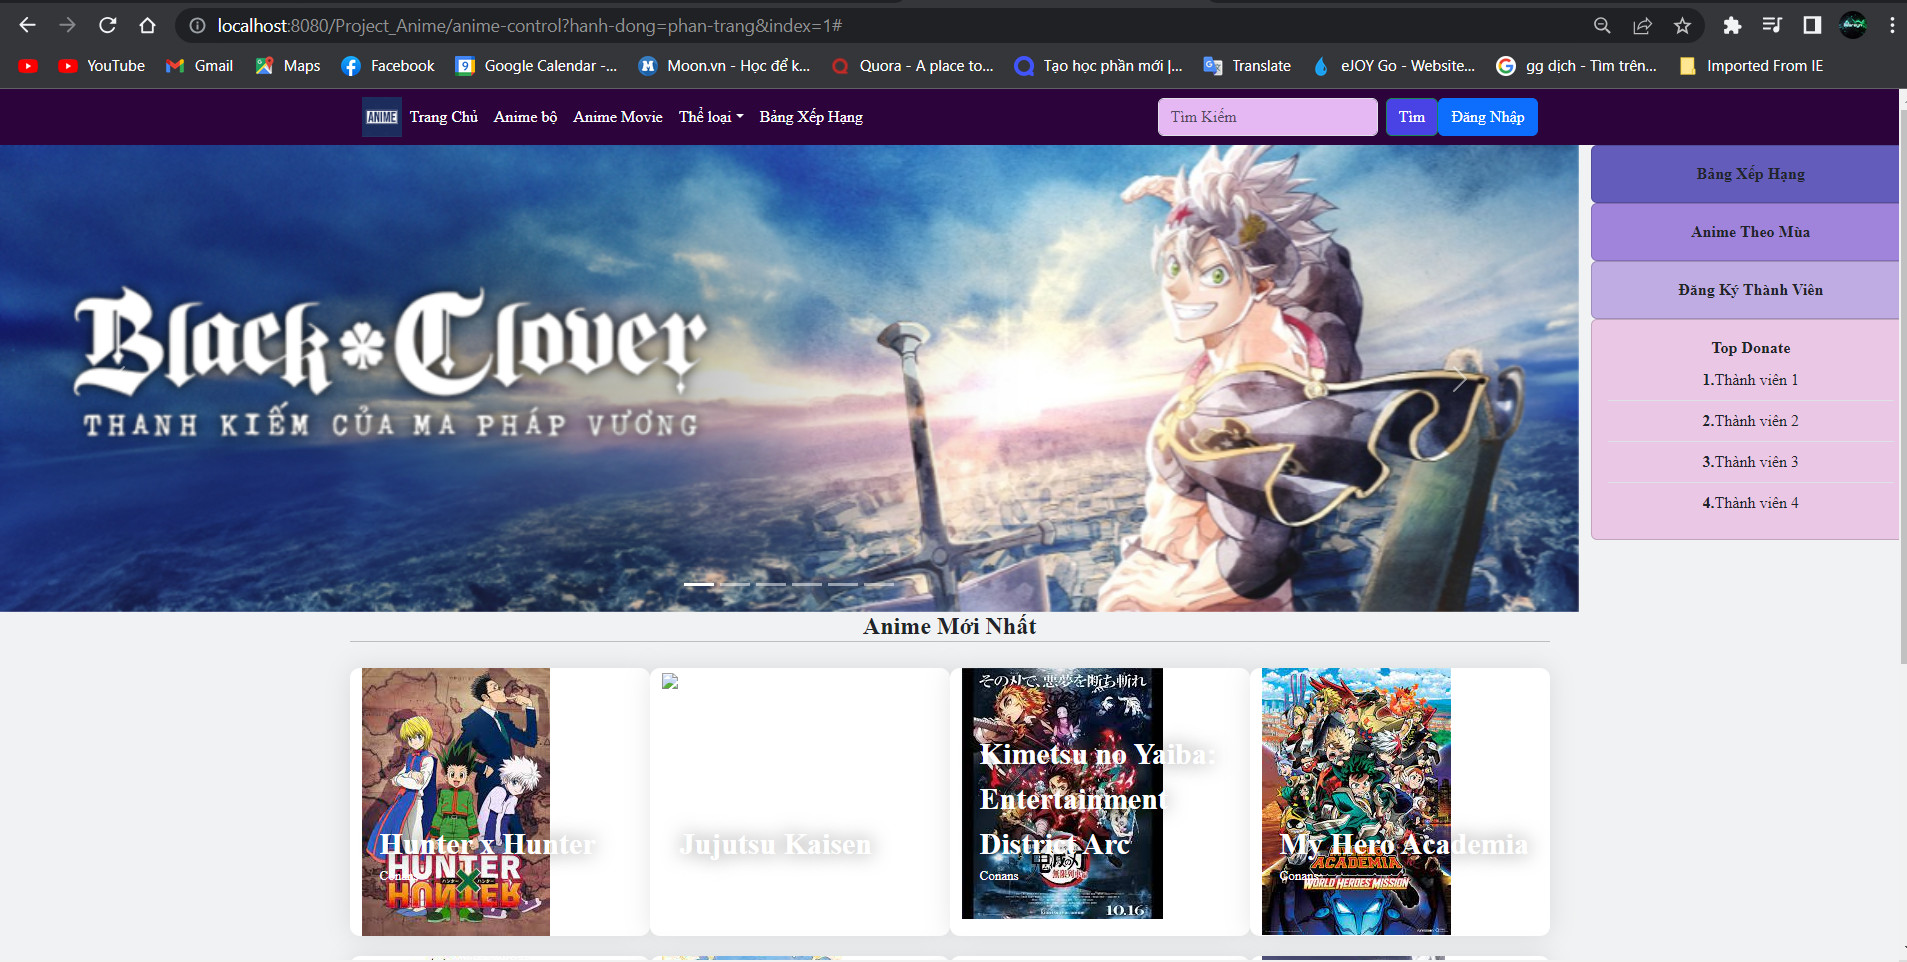 localhost:8080/Project_Anime/anime-control?hanh-dong=phan-trang&index=1#
YouTube Gmail Maps Facebook 9 Google Calendar -... M Moon.vn - Học để k... Quora - A place to... Tạo học phần mới |... Translate eJOY Go - Website... gg dịch - Tìm trên... Imported From IE
ANIME Trang Chủ Anime bộ Anime Movie Thể loại Bảng Xếp Hạng Tìm Kiếm Tìm Đăng Nhập
Black Clover
THANH KIẾM CỦA MA PHÁP VƯƠNG
Bảng Xếp Hạng
Anime Theo Mùa
Đăng Ký Thành Viên
Top Donate
1.Thành viên 1
2.Thành viên 2
3.Thành viên 3
4.Thành viên 4
Anime Mới Nhất
Hunter x Hunter
Conans
HUNTER
HUNTER
Jujutsu Kaisen
その刃で、悪夢を断ち斬れ
Kimetsu no Yaiba:
Entertainment
District Arc
Conans
無限列車
10.16
My Hero Academia
ACADEMIA
Conans
WORLD HEROES MISSION